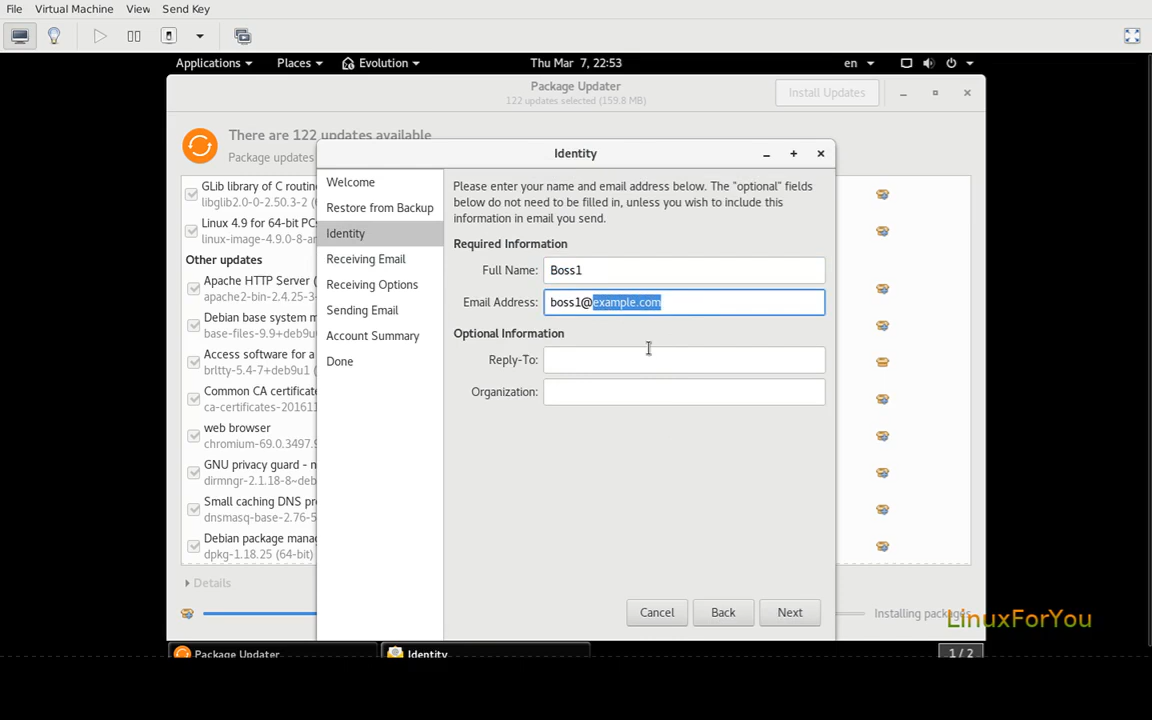 File Virtual Machine View Send Key
Applications Places Evolution Thu Mar 7, 22:53 en
Package Updater
122 updates selected (159.8 MB)
Install Updates
There are 122 updates available
Package updates
Identity
GLib library of C routin
libglib2.0-0-2.50.3-2 (
Linux 4.9 for 64-bit PC
linux-image-4.9.0-8-a
Other updates
Apache HTTP Server (
apache2-bin-2.4.25-3
Debian base system m
base-files-9.9+deb9u
Access software for a
brltty-5.4-7+deb9u1 (
Common CA certificate
ca-certificates-201611
web browser
chromium-69.0.3497.
GNU privacy guard - m
dirmngr-2.1.18-8~deb
Small caching DNS pr
dnsmasq-base-2.76-5
Debian package mana
dpkg-1.18.25 (64-bit)
Details
Installing packages
Welcome
Restore from Backup
Identity
Receiving Email
Receiving Options
Sending Email
Account Summary
Done
Please enter your name and email address below. The "optional" fields
below do not need to be filled in, unless you wish to include this
information in email you send.
Required Information
Full Name: Boss1
Email Address: boss1@example.com
Optional Information
Reply-To:
Organization:
Cancel Back Next
LinuxForYou
Package Updater Identity 1 / 2